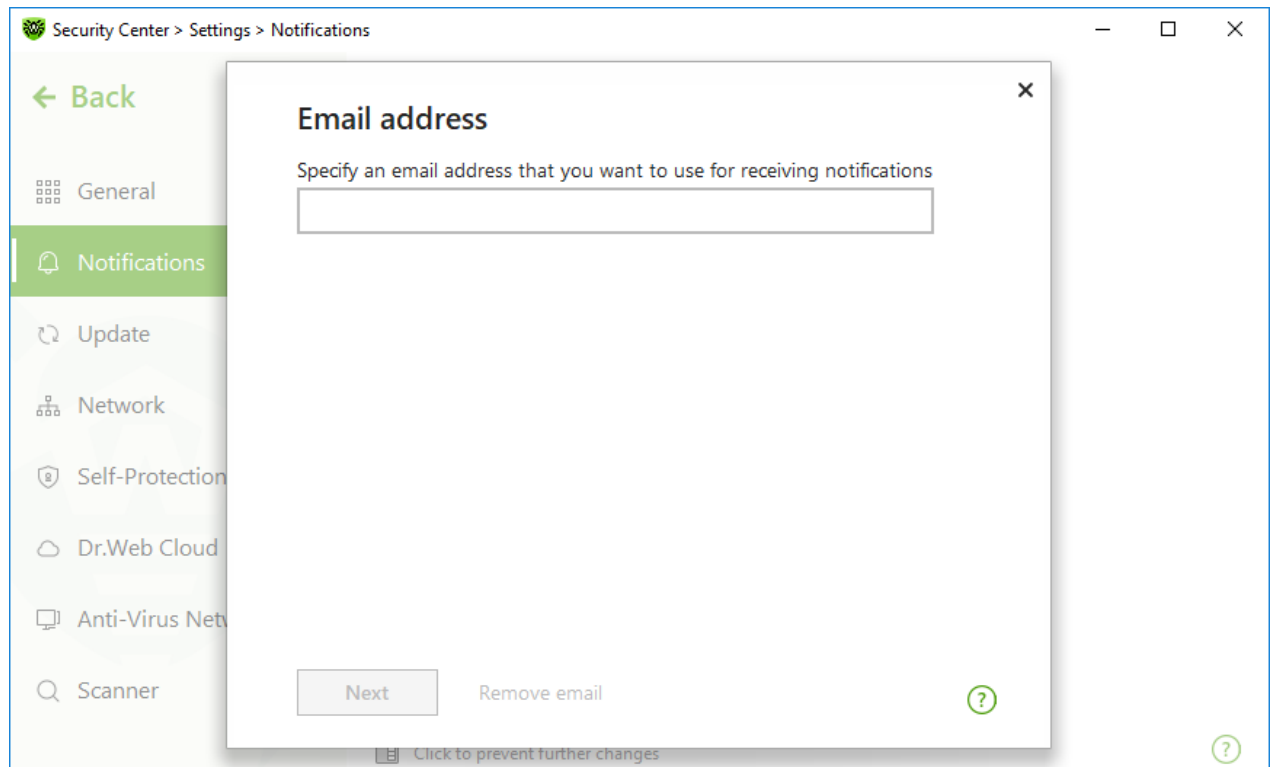 Security Center > Settings > Notifications
Back
Email address
Specify an email address that you want to use for receiving notifications
General
Notifications
Update
Network
Self-Protection
Dr.Web Cloud
Anti-Virus Netw
Scanner
Next
Remove email
?
Click to prevent further changes
?